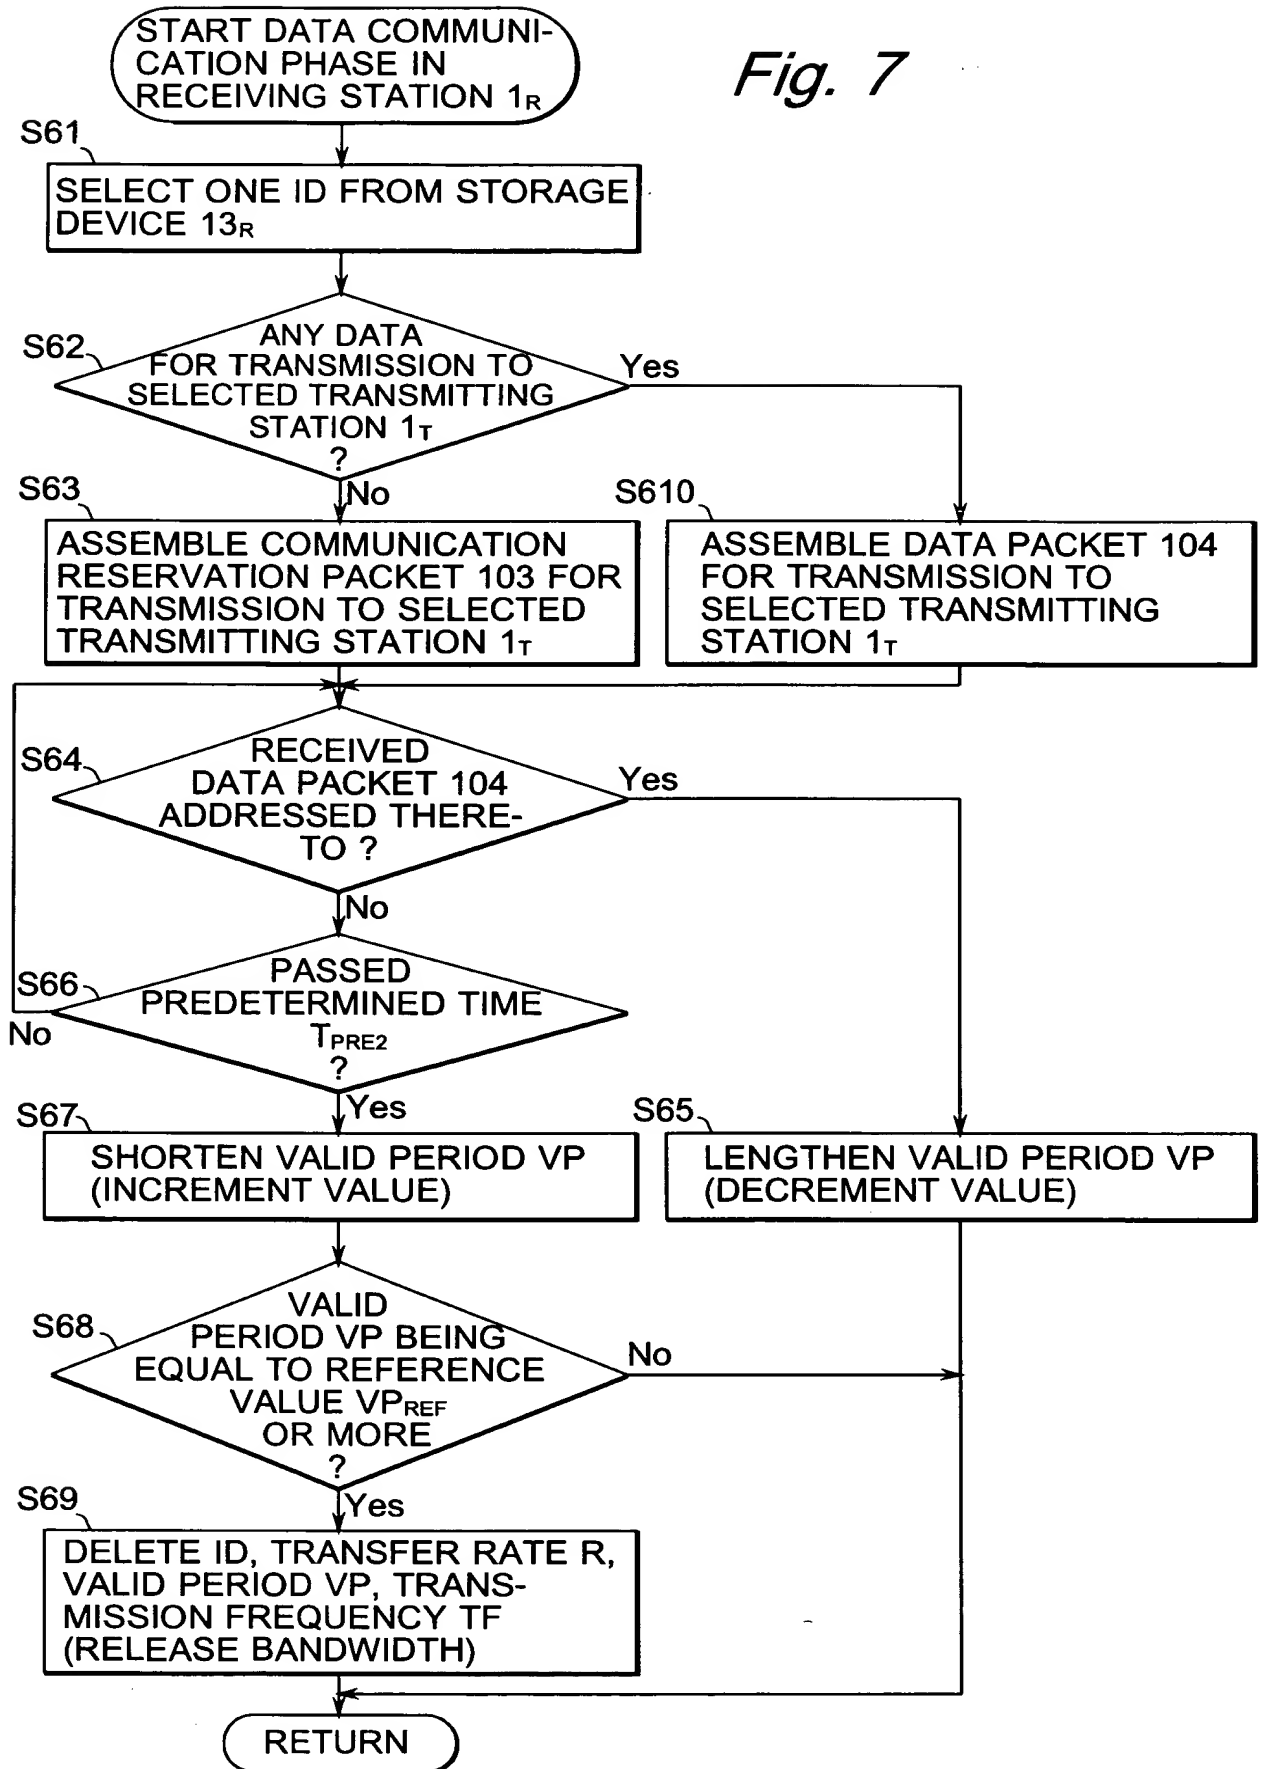 START DATA COMMUNI-
CATION PHASE IN
RECEIVING STATION 1R
Fig. 7
S61
SELECT ONE ID FROM STORAGE
DEVICE 13R
S62
ANY DATA
FOR TRANSMISSION TO
SELECTED TRANSMITTING
STATION 1T
?
Yes
No
S63
ASSEMBLE COMMUNICATION
RESERVATION PACKET 103 FOR
TRANSMISSION TO SELECTED
TRANSMITTING STATION 1T
S610
ASSEMBLE DATA PACKET 104
FOR TRANSMISSION TO
SELECTED TRANSMITTING
STATION 1T
S64
RECEIVED
DATA PACKET 104
ADDRESSED THERE-
TO ?
Yes
No
S66
PASSED
PREDETERMINED TIME
TPRE2
?
No
Yes
S67
SHORTEN VALID PERIOD VP
(INCREMENT VALUE)
S65
LENGTHEN VALID PERIOD VP
(DECREMENT VALUE)
S68
VALID
PERIOD VP BEING
EQUAL TO REFERENCE
VALUE VPREF
OR MORE
?
No
Yes
S69
DELETE ID, TRANSFER RATE R,
VALID PERIOD VP, TRANS-
MISSION FREQUENCY TF
(RELEASE BANDWIDTH)
RETURN